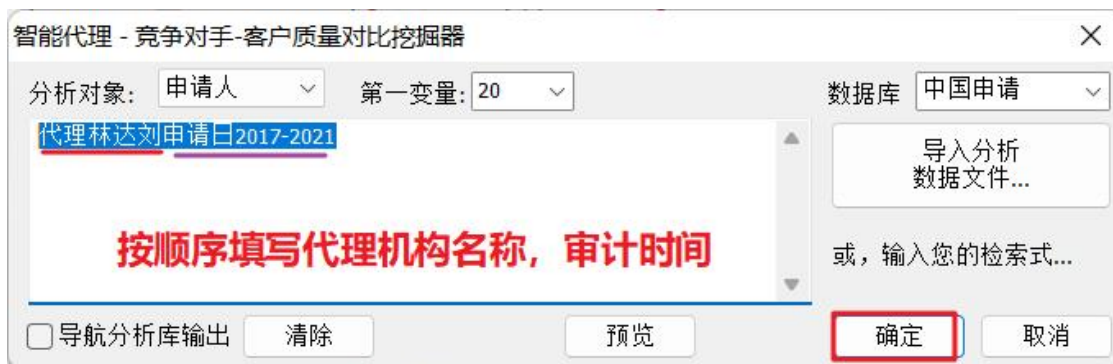 智能代理 - 竞争对手-客户质量对比挖掘器
分析对象: 申请人 第一变量: 20 数据库 中国申请
代理林达刘申请日2017-2021
导入分析
数据文件...
按顺序填写代理机构名称，审计时间
或，输入您的检索式...
导航分析库输出 清除 预览 确定 取消